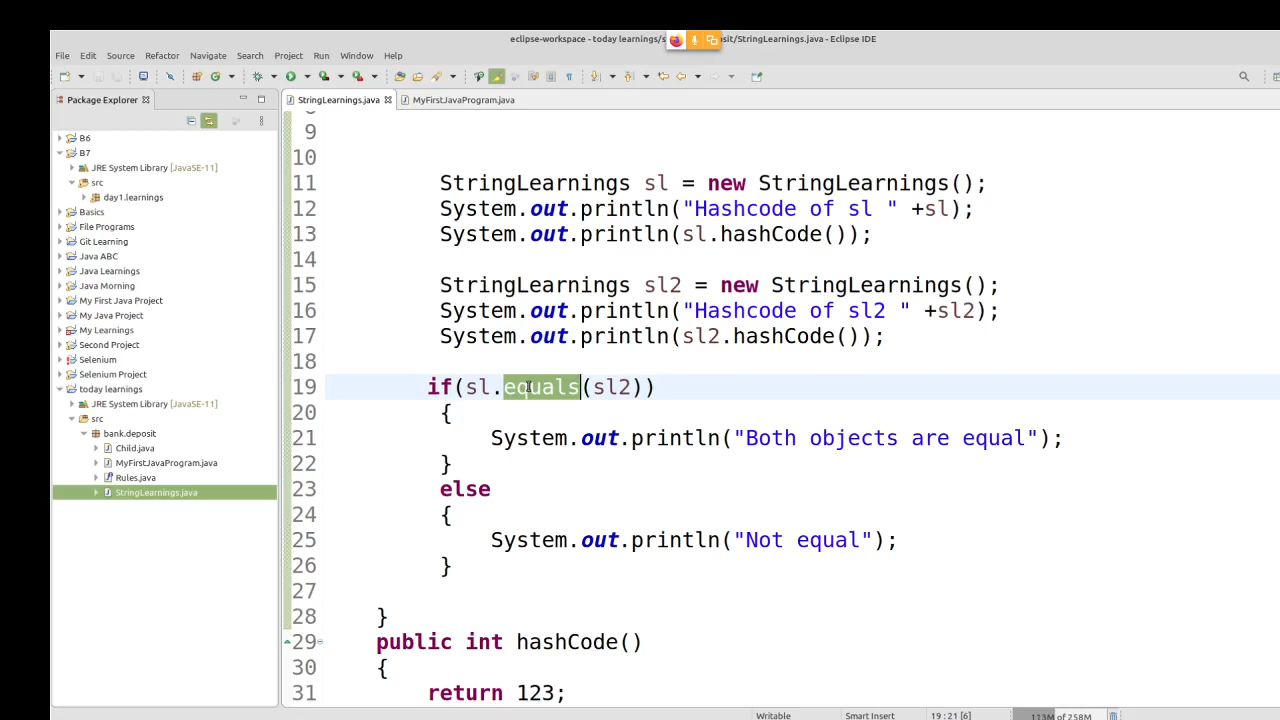 eclipse-workspace - today learnings/s
sit/StringLearnings.java - Eclipse IDE
File Edit Source Refactor Navigate Search Project Run Window Help
Package Explorer
StringLearnings.java
MyFirstJavaProgram.java
B6
B7
JRE System Library [JavaSE-11]
src
day1.learnings
Basics
File Programs
Git Learning
Java ABC
Java Learnings
Java Morning
My First Java Project
My Java Project
My Learnings
Second Project
Selenium
Selenium Project
today learnings
JRE System Library [JavaSE-11]
src
bank.deposit
Child.java
MyFirstJavaProgram.java
Rules.java
StringLearnings.java
9
10
11 StringLearnings sl = new StringLearnings();
12 System.out.println("Hashcode of sl " +sl);
13 System.out.println(sl.hashCode());
14
15 StringLearnings sl2 = new StringLearnings();
16 System.out.println("Hashcode of sl2 " +sl2);
17 System.out.println(sl2.hashCode());
18
19 if(sl.equals(sl2))
20 {
21 System.out.println("Both objects are equal");
22 }
23 else
24 {
25 System.out.println("Not equal");
26 }
27
28 }
29 public int hashCode()
30 {
31 return 123;
Writable Smart Insert 19 : 21 [6] 113M of 258M